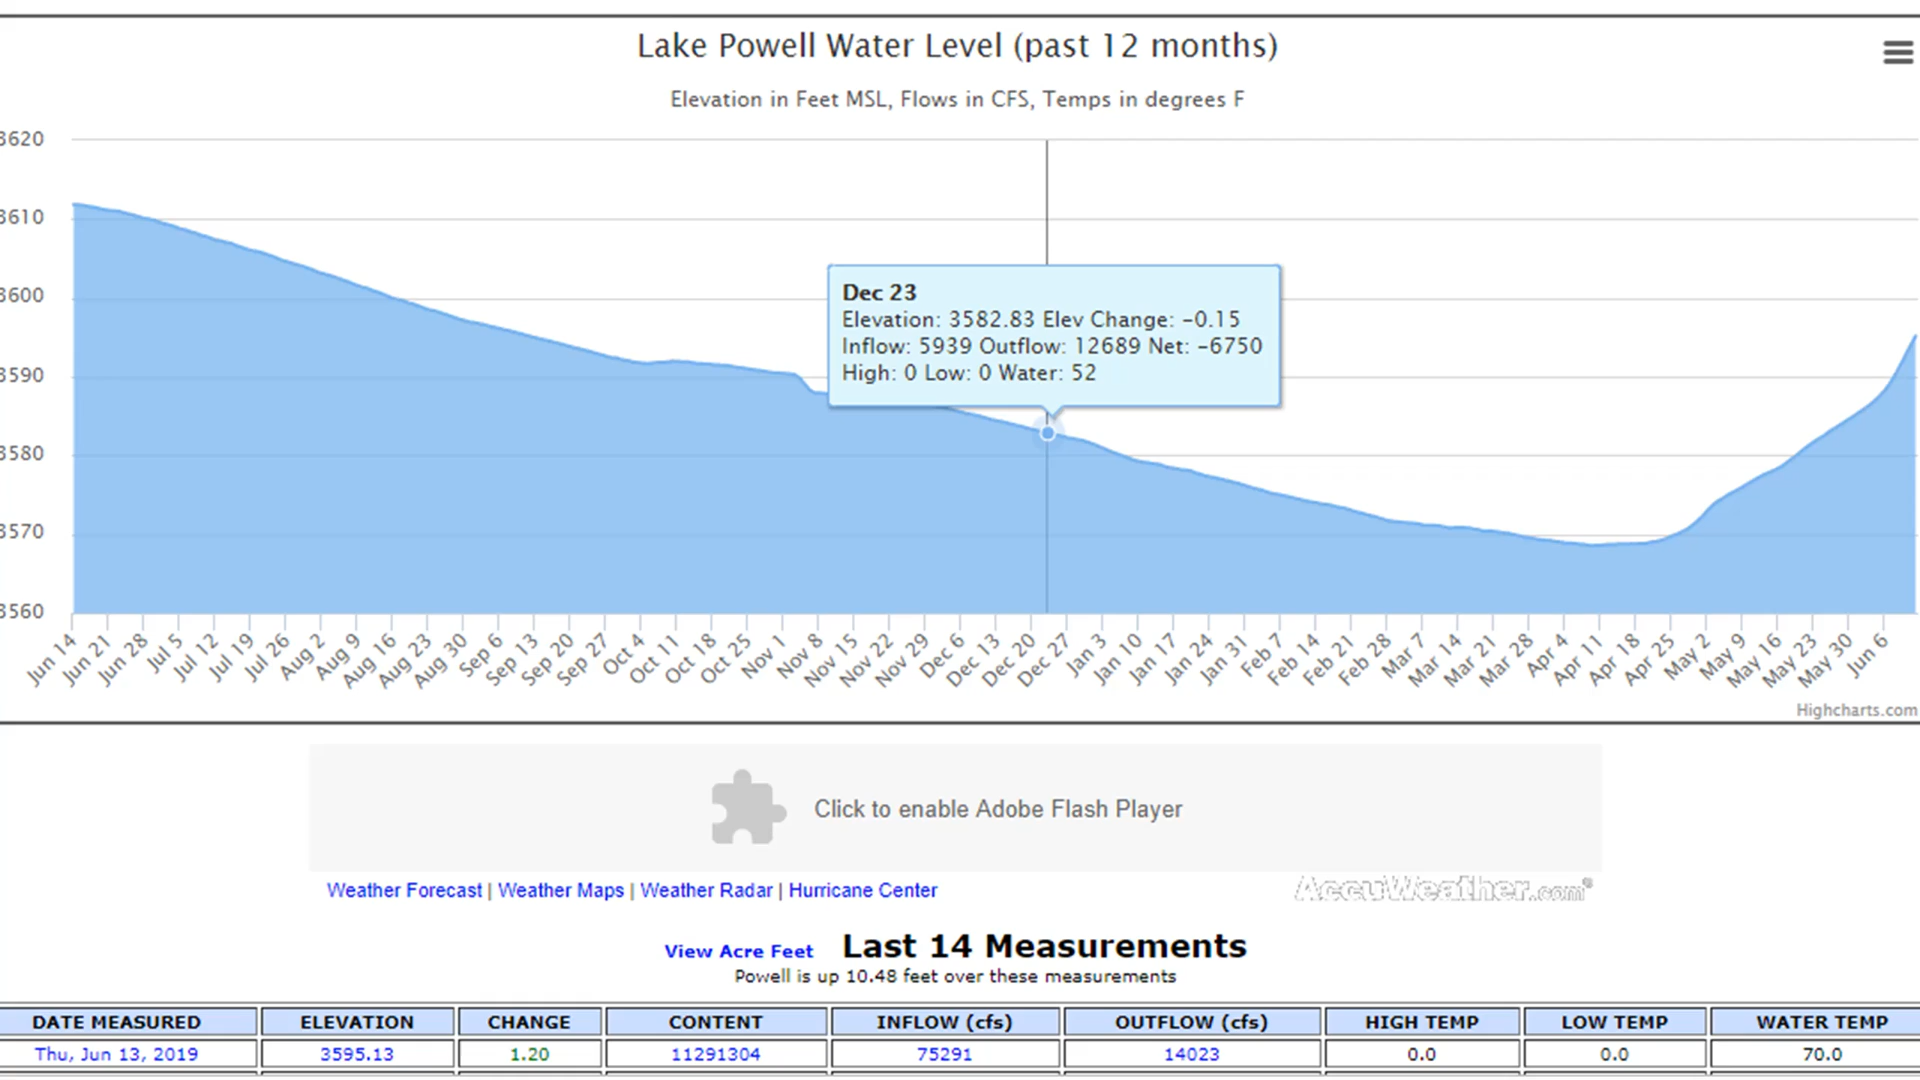 Lake Powell Water Level (past 12 months)
Elevation in Feet MSL, Flows in CFS, Temps in degrees F
3620
3610
3600
3590
3580
3570
3560
Dec 23
Elevation: 3582.83 Elev Change: -0.15
Inflow: 5939 Outflow: 12689 Net: -6750
High: 0 Low: 0 Water: 52
Jun 14 Jun 21 Jun 28 Jul 5 Jul 12 Jul 19 Jul 26 Aug 2 Aug 9 Aug 16 Aug 23 Aug 30 Sep 6 Sep 13 Sep 20 Sep 27 Oct 4 Oct 11 Oct 18 Oct 25 Nov 1 Nov 8 Nov 15 Nov 22 Nov 29 Dec 6 Dec 13 Dec 20 Dec 27 Jan 3 Jan 10 Jan 17 Jan 24 Jan 31 Feb 7 Feb 14 Feb 21 Feb 28 Mar 7 Mar 14 Mar 21 Mar 28 Apr 4 Apr 11 Apr 18 Apr 25 May 2 May 9 May 16 May 23 May 30 Jun 6
Highcharts.com
Click to enable Adobe Flash Player
Weather Forecast | Weather Maps | Weather Radar | Hurricane Center
AccuWeather.com®
View Acre Feet Last 14 Measurements
Powell is up 10.48 feet over these measurements
DATE MEASURED ELEVATION CHANGE CONTENT INFLOW (cfs) OUTFLOW (cfs) HIGH TEMP LOW TEMP WATER TEMP
Thu, Jun 13, 2019 3595.13 1.20 11291304 75291 14023 0.0 0.0 70.0